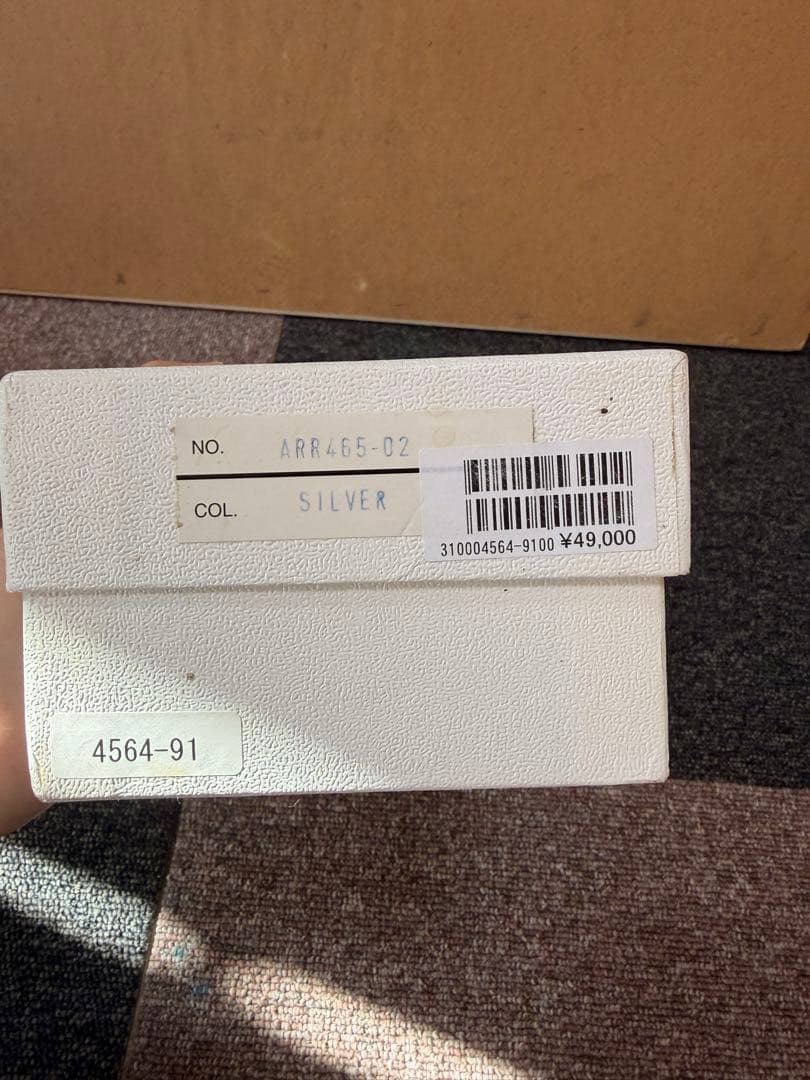 NO. ARR465-02
COL. SILVER
310004564-9100 ¥49,000
4564-91